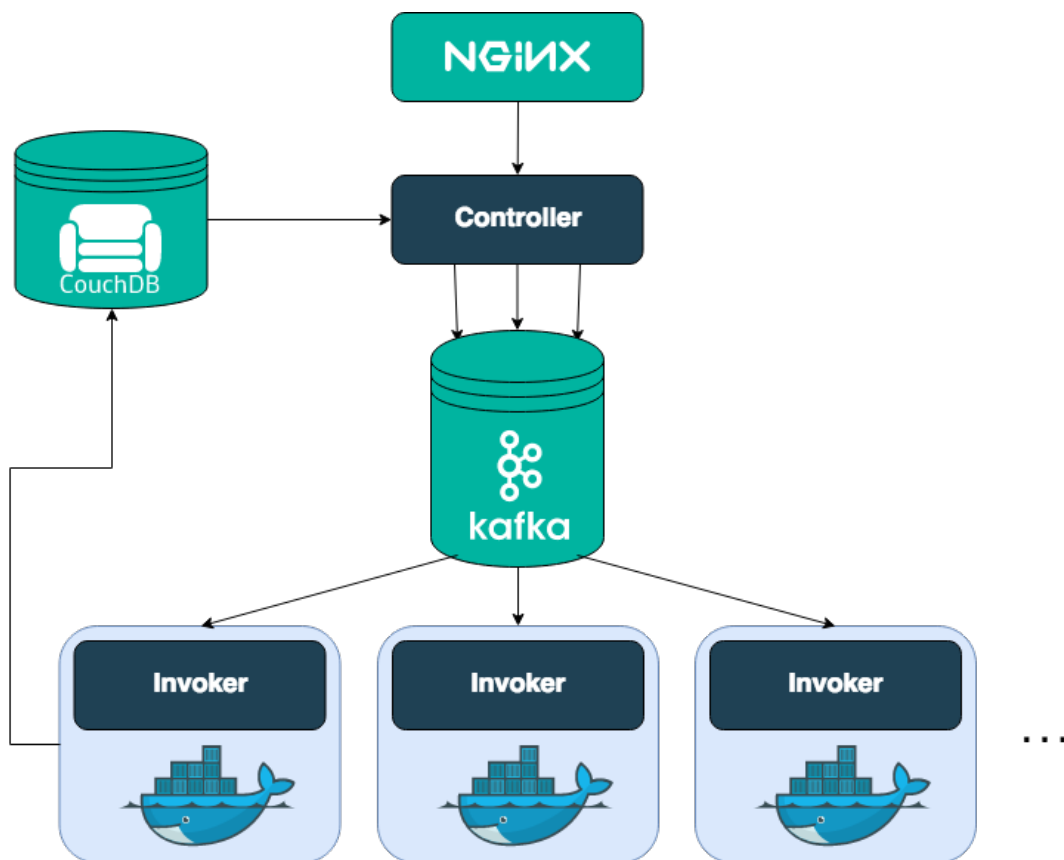 NGiNX
Controller
CouchDB
kafka
Invoker
Invoker
Invoker
...